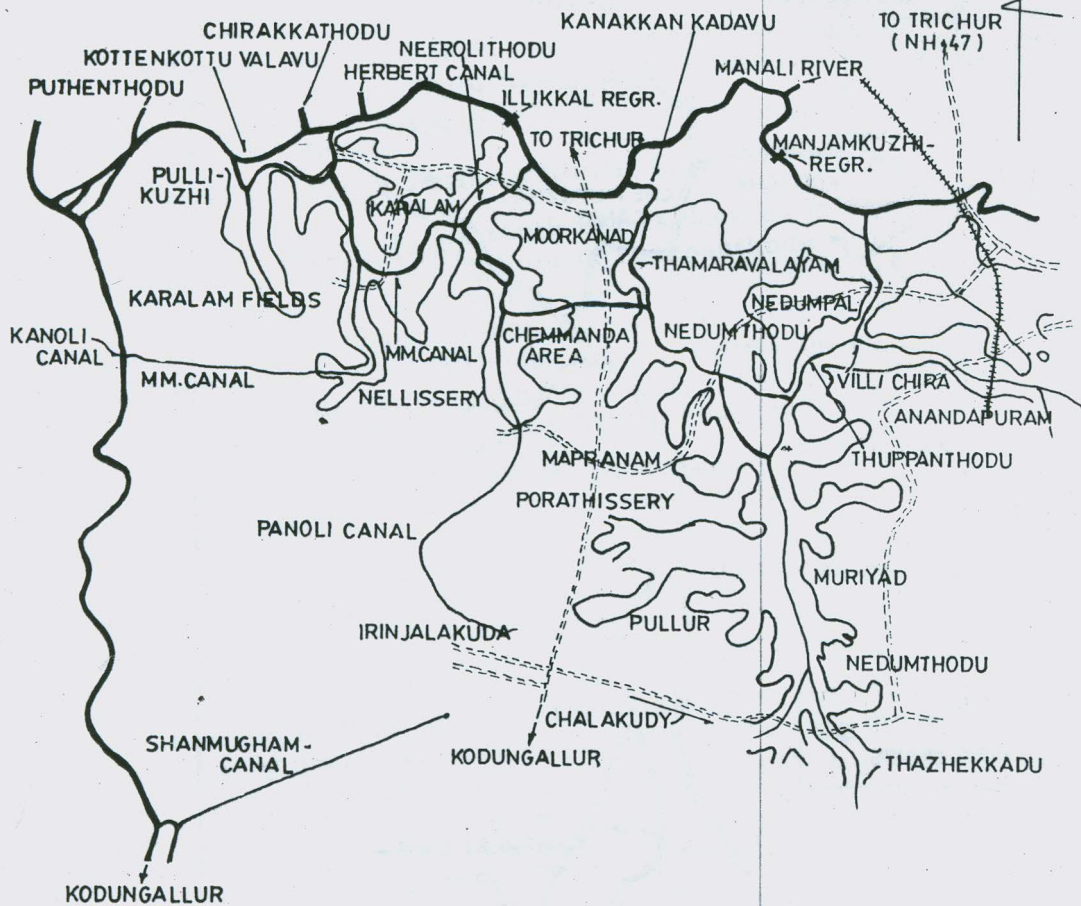 CHIRAKKATHODU
KOTTENKOTTU VALAVU
PUTHENTHODU
NEEROLITHODU
HERBERT CANAL
KANAKKAN KADAVU
TO TRICHUR
(NH 47)
MANALI RIVER
ILLIKKAL REGR.
TO TRICHUR
MANJAMKUZHI-
REGR.
PULLI-
KUZHI
KARALAM
MOORKANAD
THAMARAVALAYAM
KARALAM FIELDS
NEDUMPAL
KANOLI
CANAL
MM.CANAL
MM.CANAL
CHEMMANDA
AREA
NEDUMTHODU
NELLISSERY
VILLI CHIRA
ANANDAPURAM
MAPRANAM
THUPPANTHODU
PORATHISSERY
PANOLI CANAL
MURIYAD
IRINJALAKUDA
PULLUR
NEDUMTHODU
CHALAKUDY
SHANMUGHAM-
CANAL
KODUNGALLUR
THAZHEKKADU
KODUNGALLUR